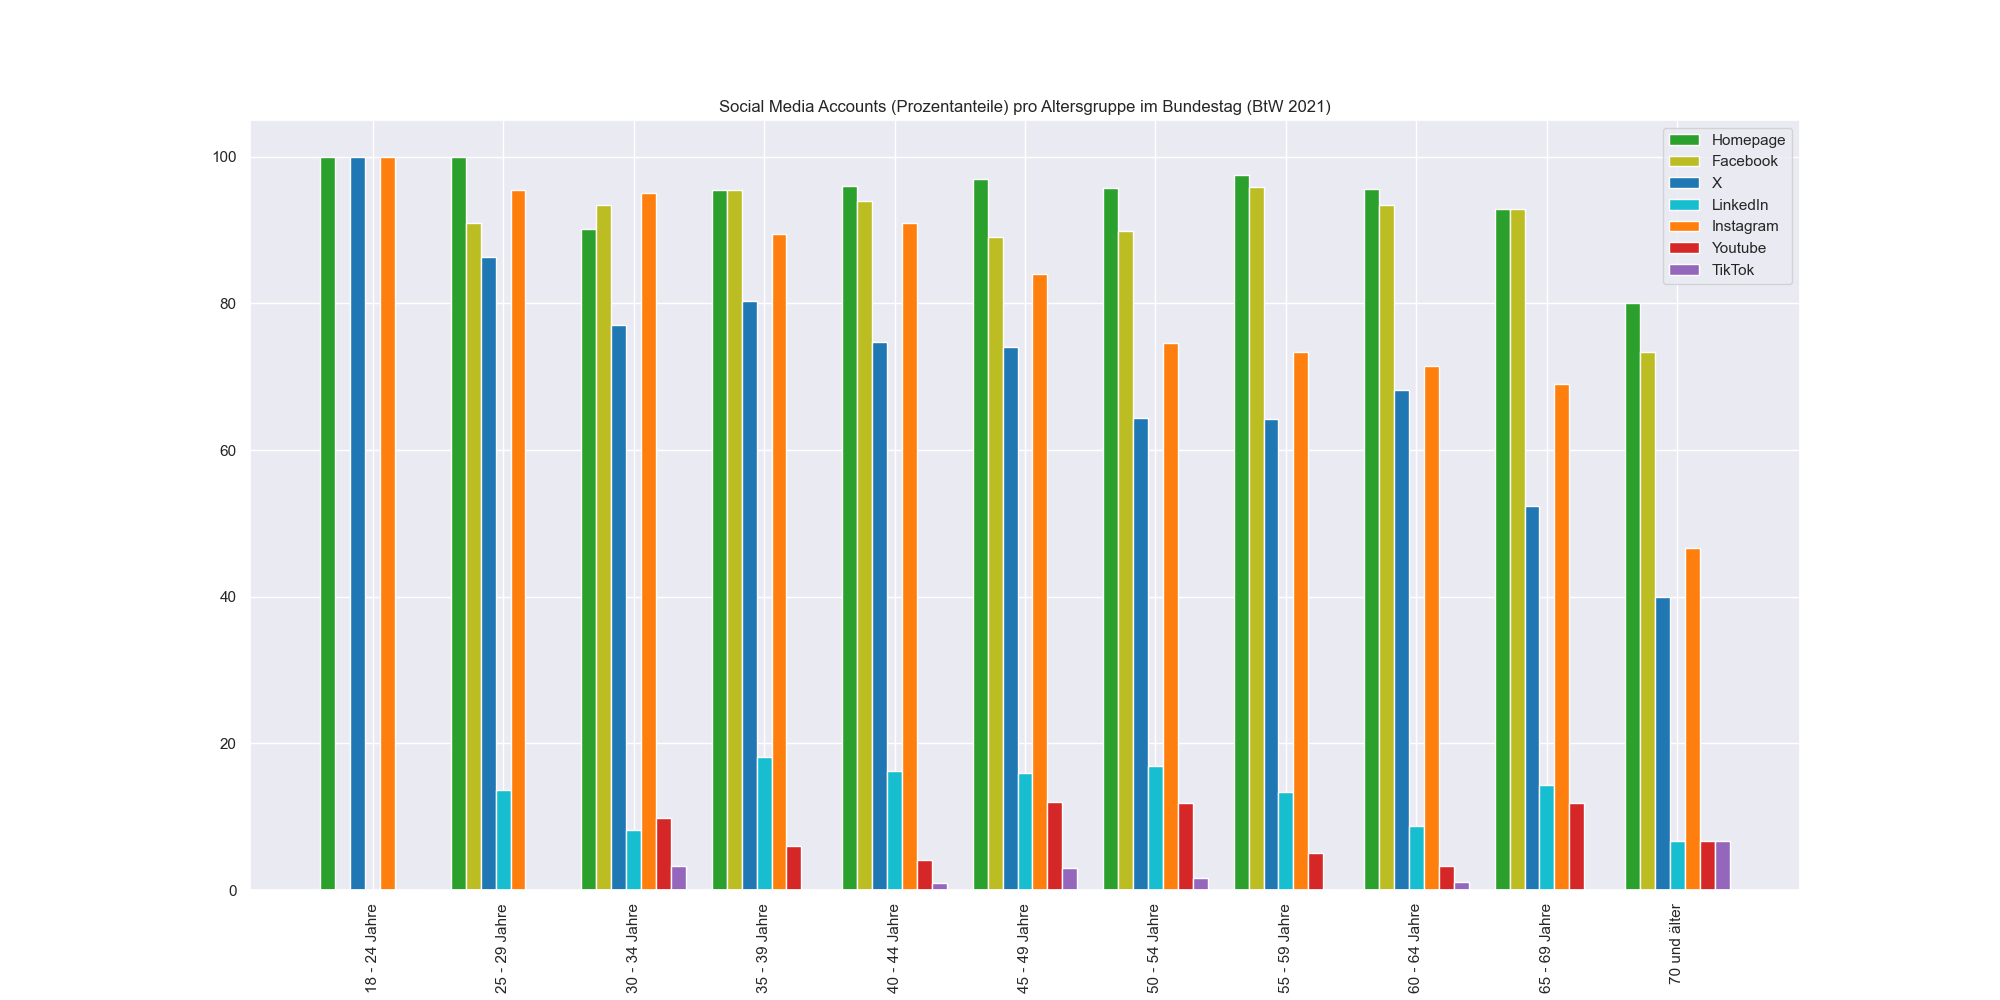 Social Media Accounts (Prozentanteile) pro Altersgruppe im Bundestag (BtW 2021)
100
80
60
40
20
0
Homepage
Facebook
X
LinkedIn
Instagram
Youtube
TikTok
18 - 24 Jahre
25 - 29 Jahre
30 - 34 Jahre
35 - 39 Jahre
40 - 44 Jahre
45 - 49 Jahre
50 - 54 Jahre
55 - 59 Jahre
60 - 64 Jahre
65 - 69 Jahre
70 und älter